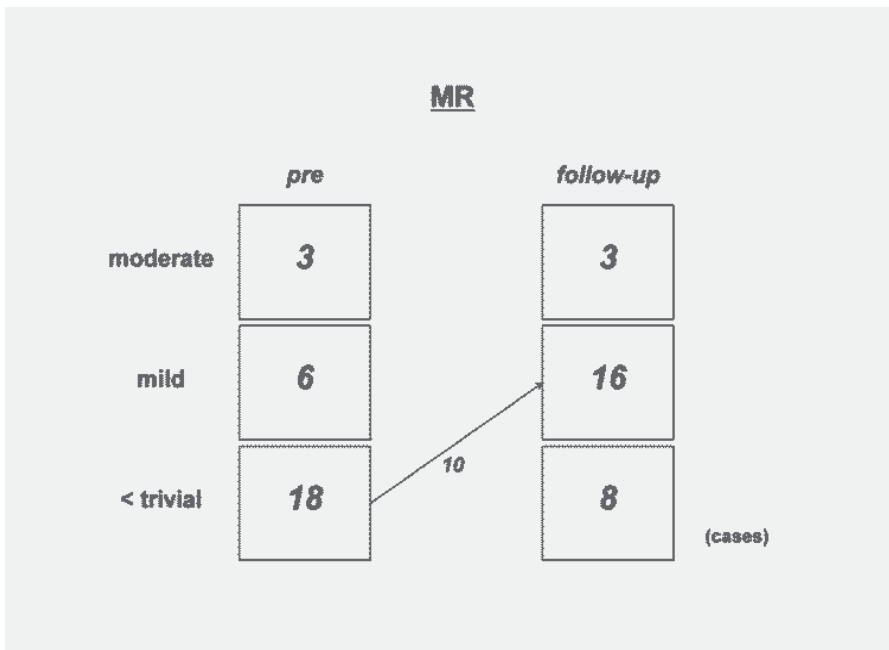 MR
pre follow-up
moderate 3 3
mild 6 16
10
< trivial 18 8
(cases)